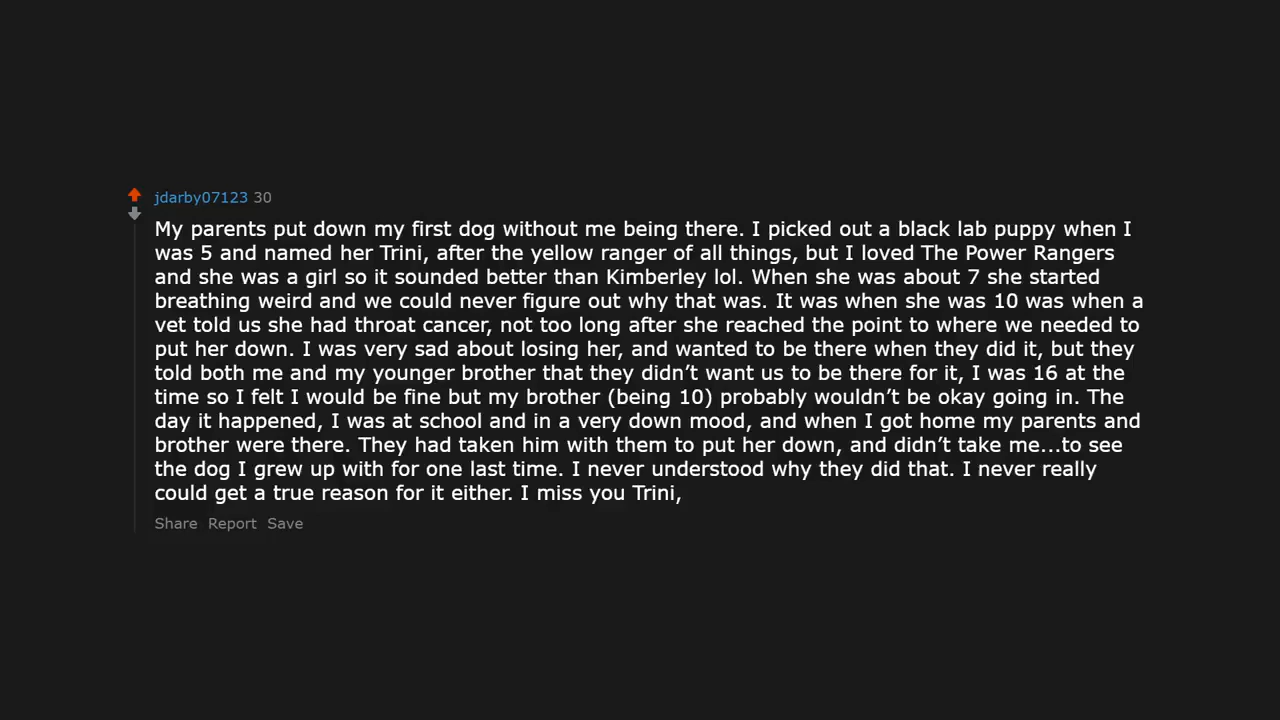 jdarby07123 30
My parents put down my first dog without me being there. I picked out a black lab puppy when I
was 5 and named her Trini, after the yellow ranger of all things, but I loved The Power Rangers
and she was a girl so it sounded better than Kimberley lol. When she was about 7 she started
breathing weird and we could never figure out why that was. It was when she was 10 was when a
vet told us she had throat cancer, not too long after she reached the point to where we needed to
put her down. I was very sad about losing her, and wanted to be there when they did it, but they
told both me and my younger brother that they didn’t want us to be there for it, I was 16 at the
time so I felt I would be fine but my brother (being 10) probably wouldn’t be okay going in. The
day it happened, I was at school and in a very down mood, and when I got home my parents and
brother were there. They had taken him with them to put her down, and didn’t take me...to see
the dog I grew up with for one last time. I never understood why they did that. I never really
could get a true reason for it either. I miss you Trini,
Share Report Save